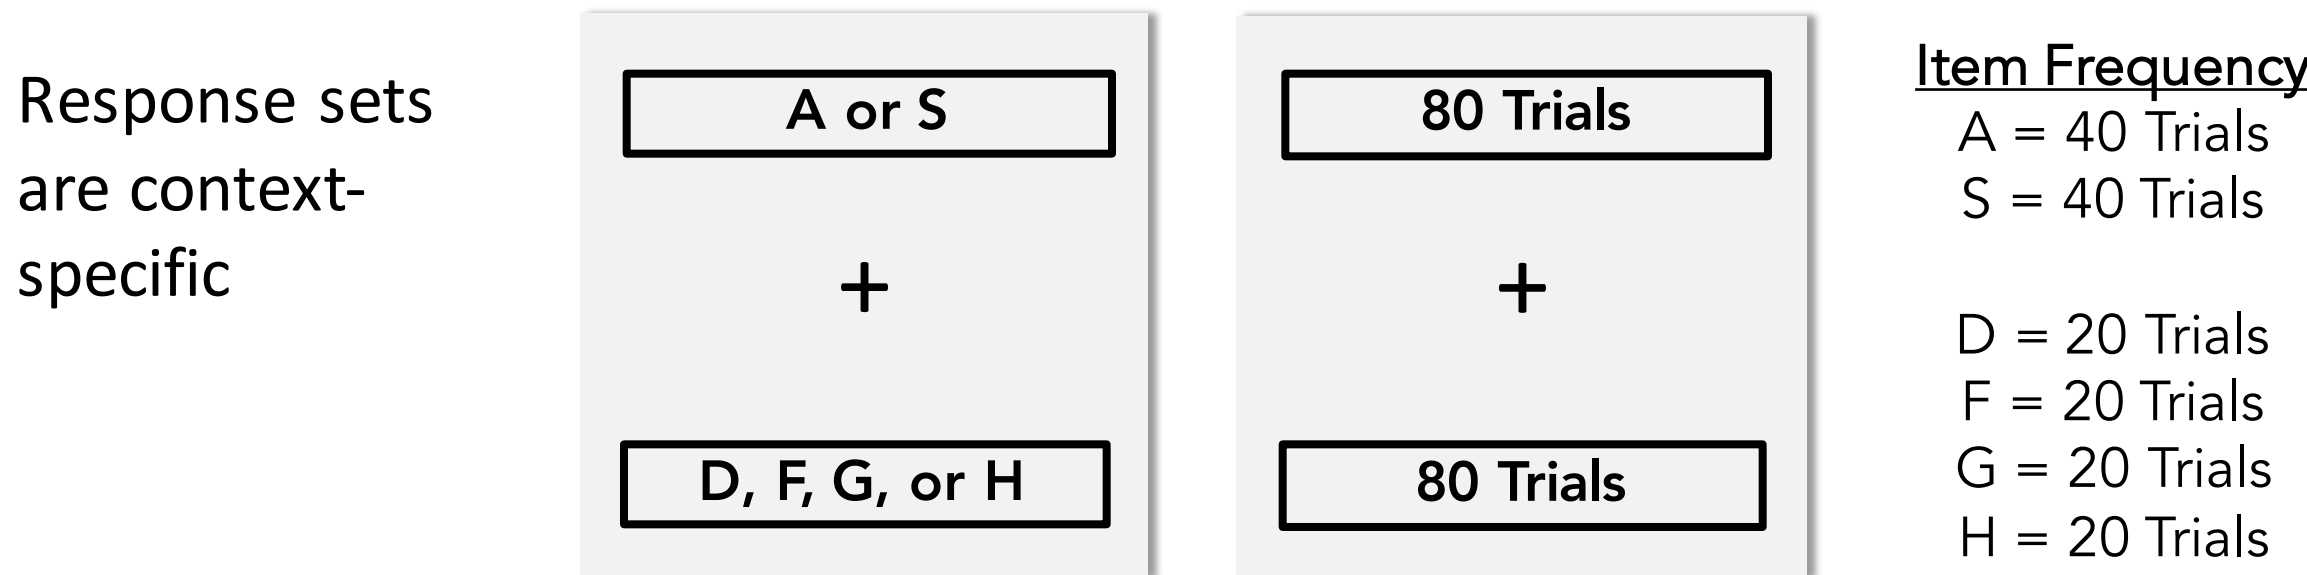 Response sets
are context-
specific
A or S
+
D, F, G, or H
80 Trials
+
80 Trials
Item Frequency
A = 40 Trials
S = 40 Trials
D = 20 Trials
F = 20 Trials
G = 20 Trials
H = 20 Trials